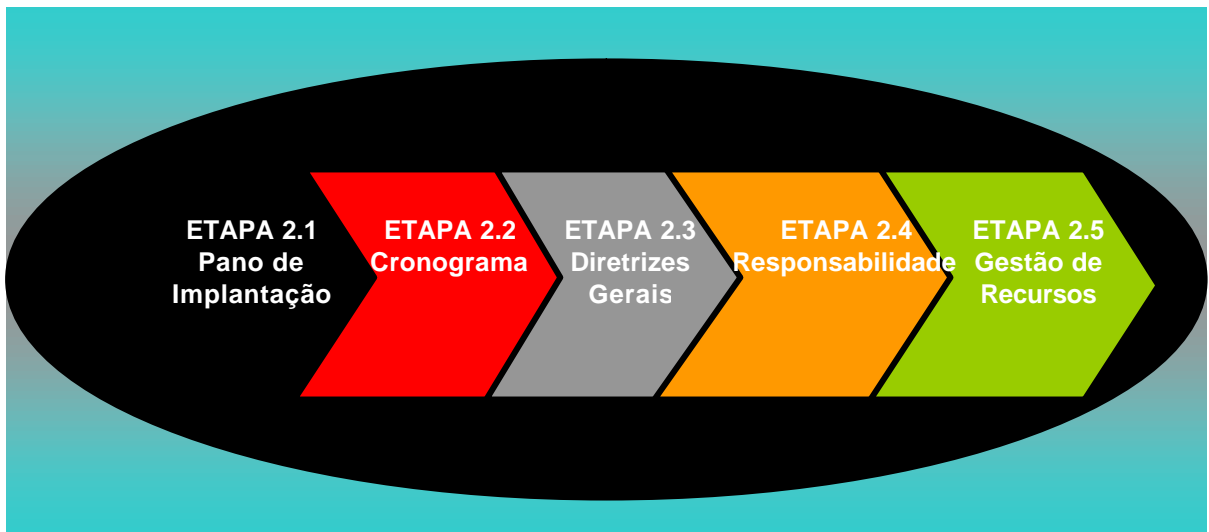 ETAPA 2.1
Pano de
Implantação
ETAPA 2.2
Cronograma
ETAPA 2.3
Diretrizes
Gerais
ETAPA 2.4
Responsabilidade
ETAPA 2.5
Gestão de
Recursos